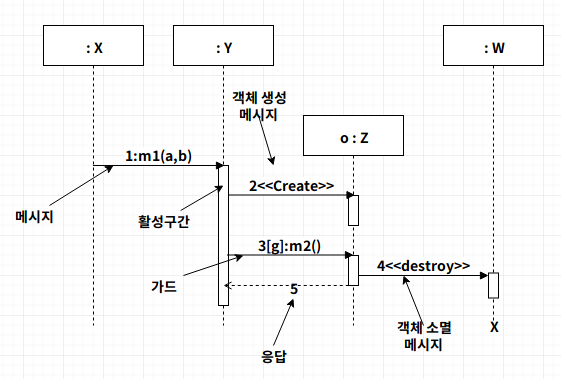 : X
: Y
: W
객체 생성
메시지
o : Z
1:m1(a,b)
2<<Create>>
메시지
활성구간
3[g]:m2()
4<<destroy>>
가드
5
X
객체 소멸
메시지
응답